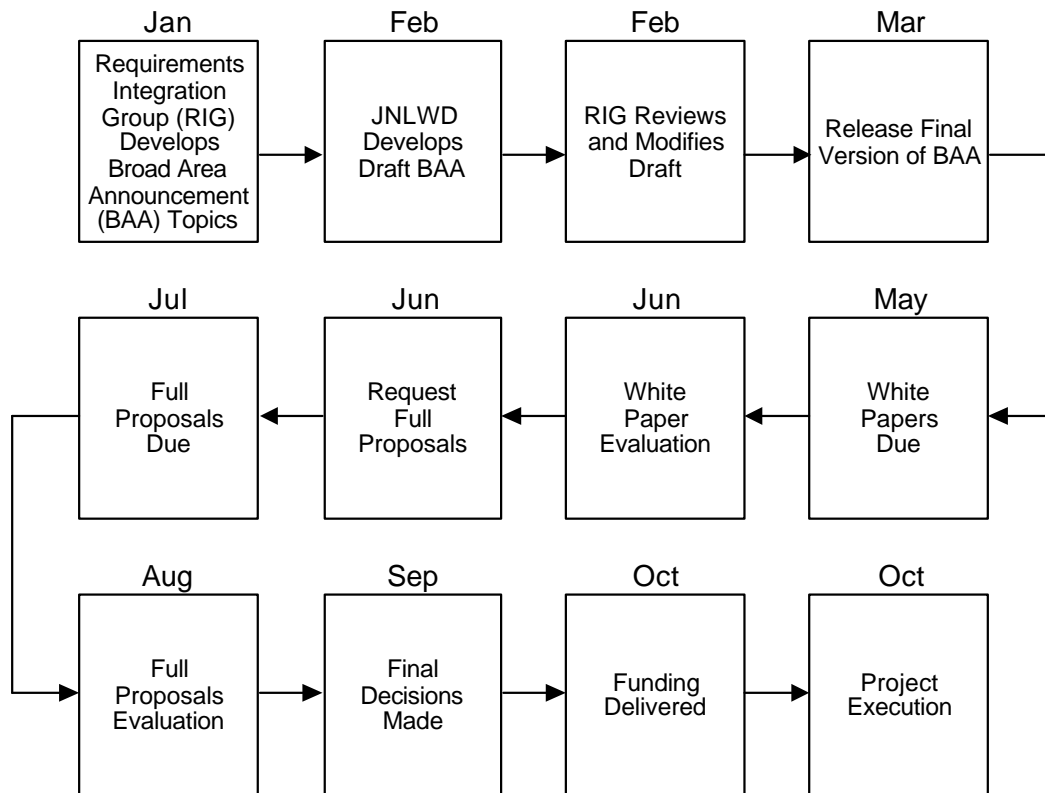 Jan
Requirements
Integration
Group (RIG)
Develops
Broad Area
Announcement
(BAA) Topics
Feb
JNLWD
Develops
Draft BAA
Feb
RIG Reviews
and Modifies
Draft
Mar
Release Final
Version of BAA
Jul
Full
Proposals
Due
Jun
Request
Full
Proposals
Jun
White
Paper
Evaluation
May
White
Papers
Due
Aug
Full
Proposals
Evaluation
Sep
Final
Decisions
Made
Oct
Funding
Delivered
Oct
Project
Execution